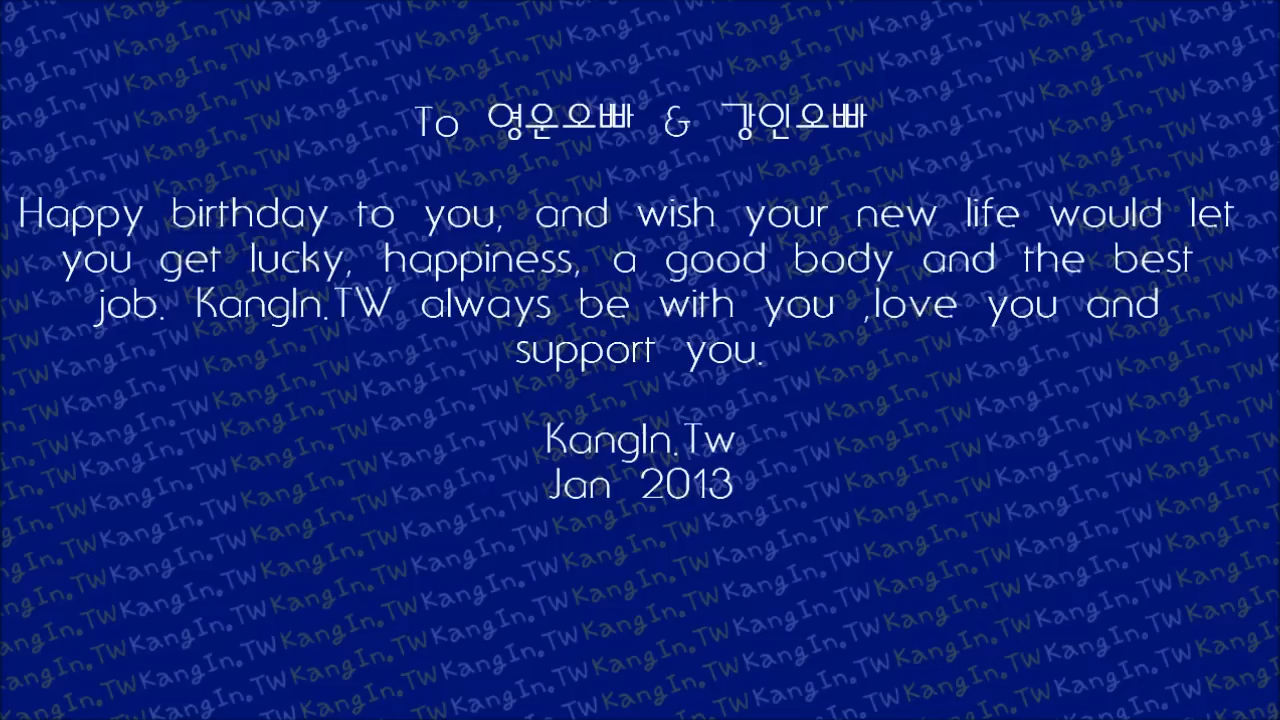 To 영운오빠 & 강인오빠
Happy birthday to you, and wish your new life would let
you get lucky, happiness, a good body and the best
job. KangIn.TW always be with you ,love you and
support you.
KangIn.Tw
Jan 2013